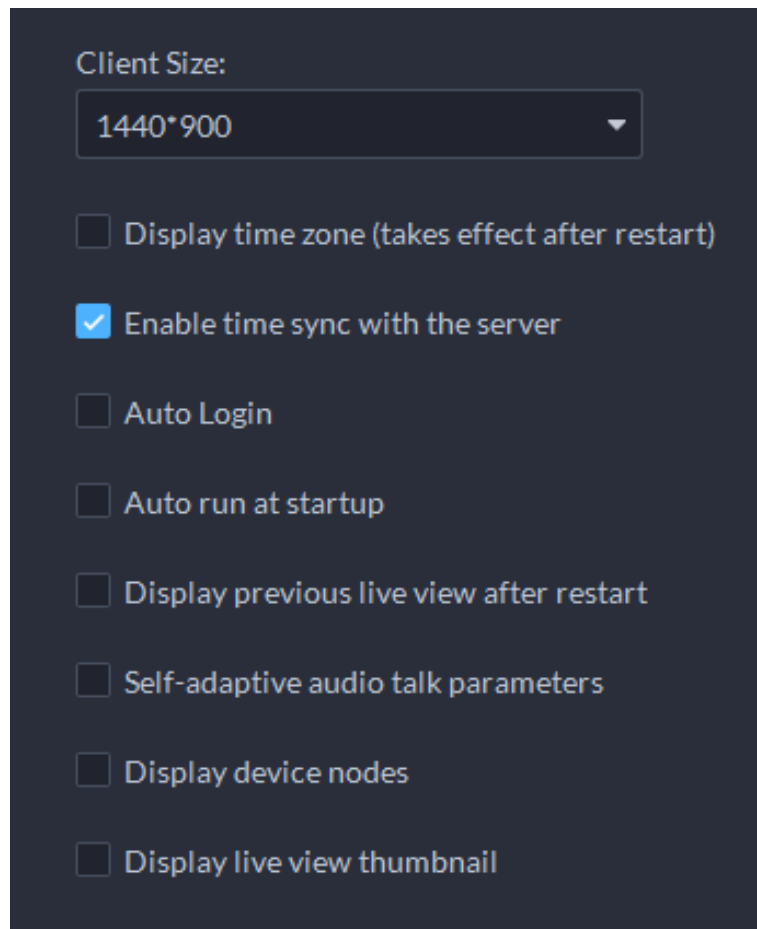 Client Size:
1440*900
Display time zone (takes effect after restart)
Enable time sync with the server
Auto Login
Auto run at startup
Display previous live view after restart
Self-adaptive audio talk parameters
Display device nodes
Display live view thumbnail